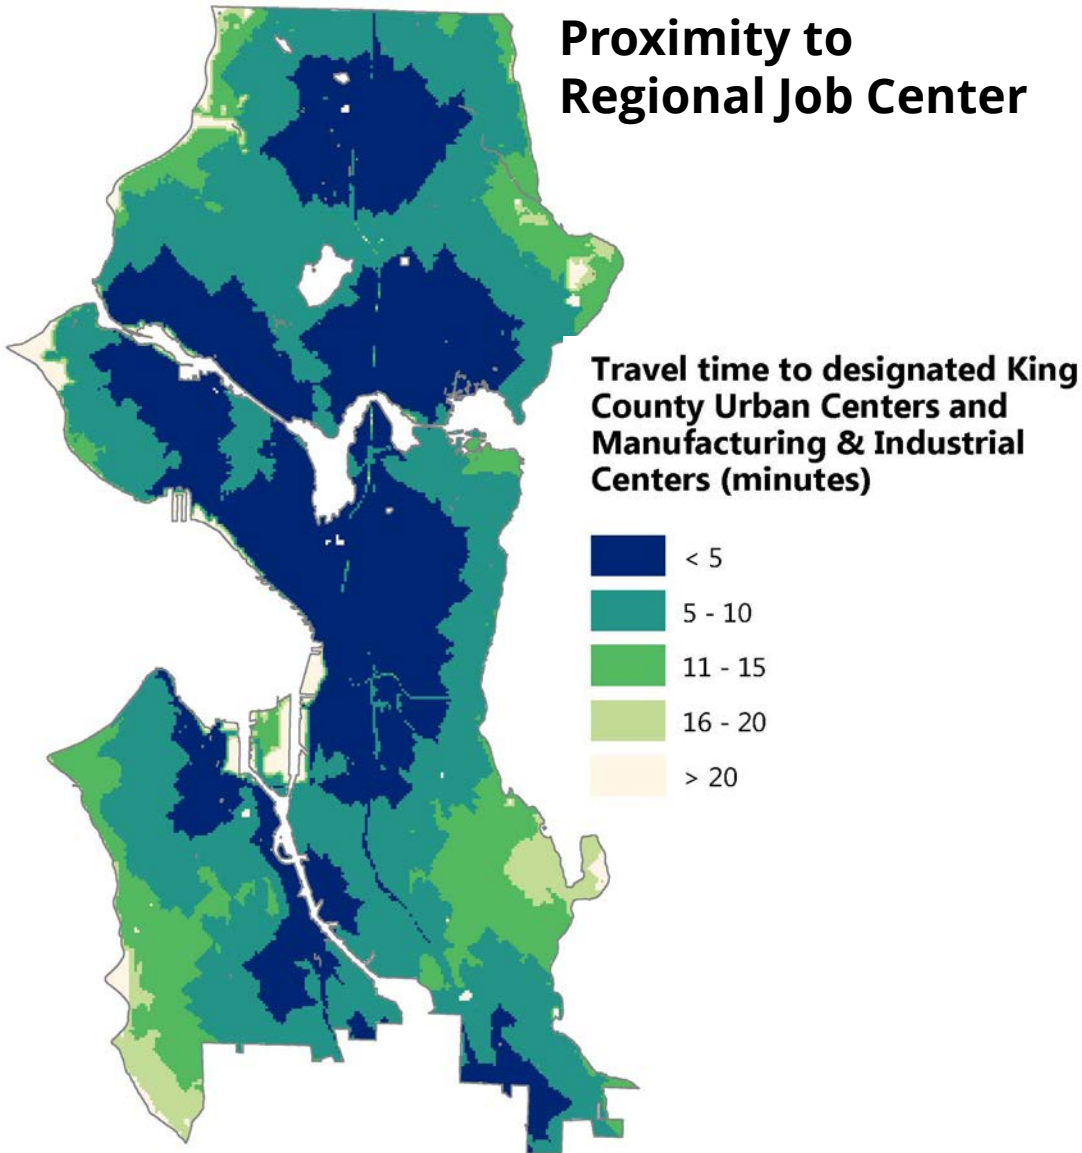 Proximity to
Regional Job Center
Travel time to designated King
County Urban Centers and
Manufacturing & Industrial
Centers (minutes)
< 5
5 - 10
11 - 15
16 - 20
> 20